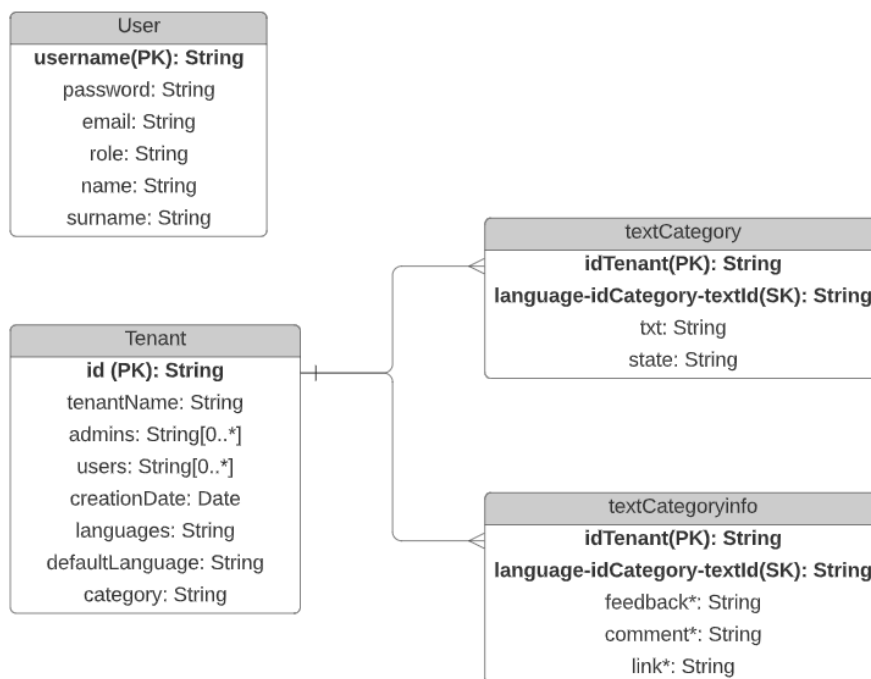 User
username(PK): String
password: String
email: String
role: String
name: String
surname: String
Tenant
id (PK): String
tenantName: String
admins: String[0..*]
users: String[0..*]
creationDate: Date
languages: String
defaultLanguage: String
category: String
textCategory
idTenant(PK): String
language-idCategory-textId(SK): String
txt: String
state: String
textCategoryinfo
idTenant(PK): String
language-idCategory-textId(SK): String
feedback*: String
comment*: String
link*: String